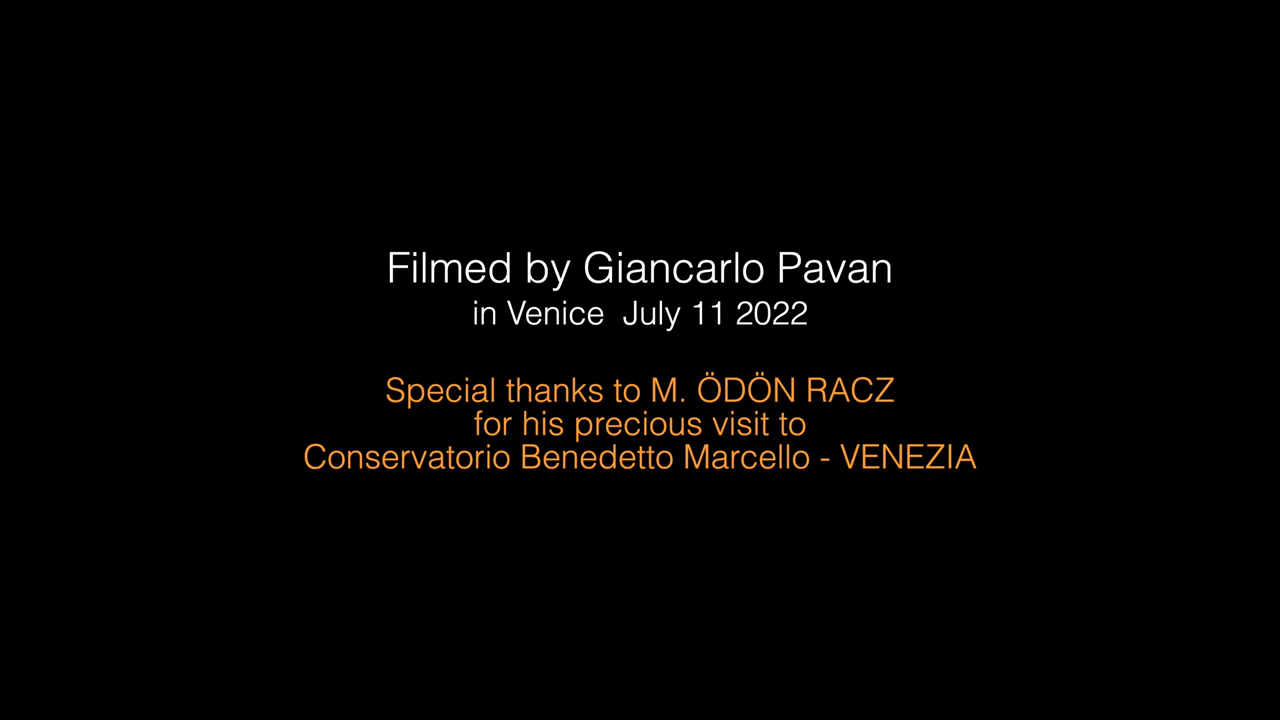 Filmed by Giancarlo Pavan
in Venice  July 11 2022
Special thanks to M. ÖDÖN RACZ
for his precious visit to
Conservatorio Benedetto Marcello - VENEZIA